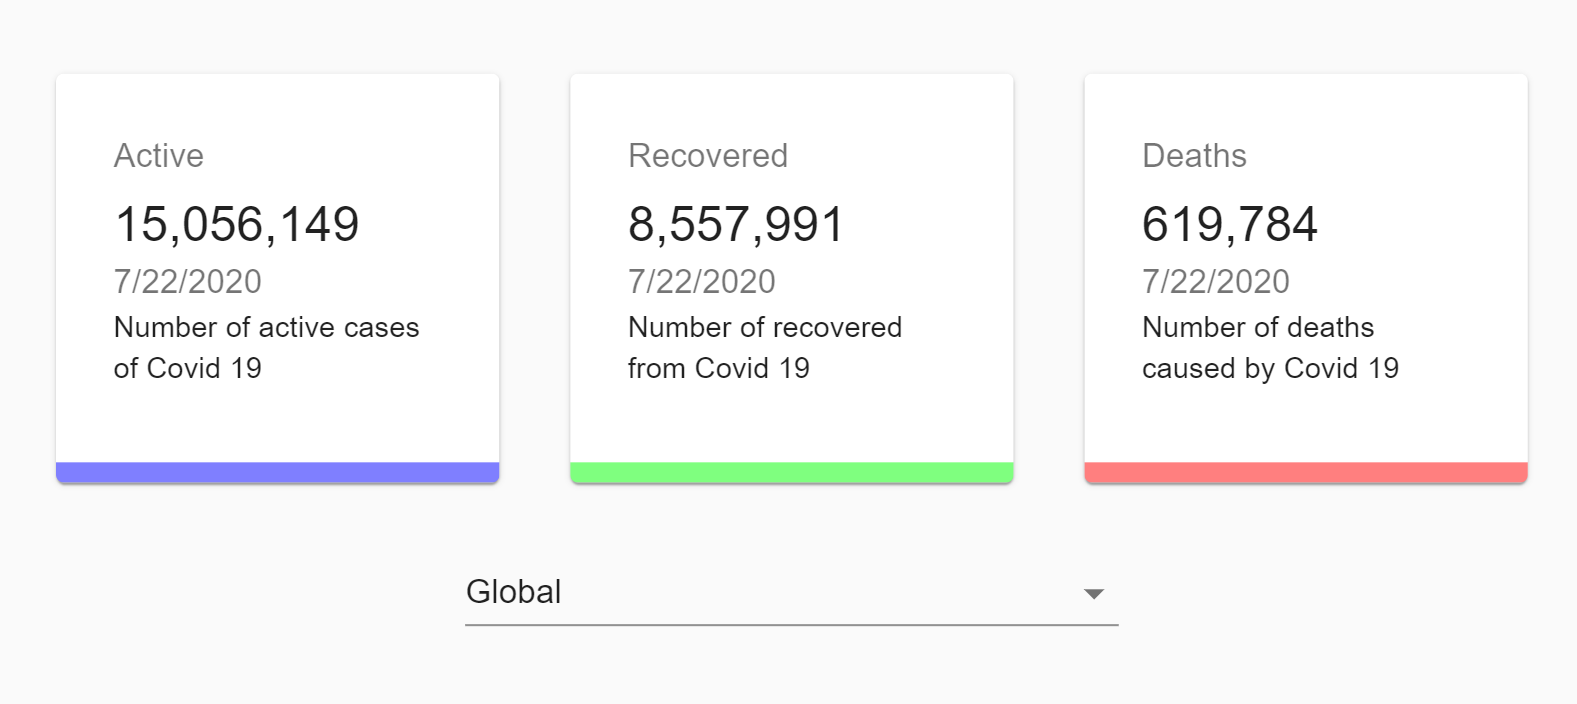 Active
15,056,149
7/22/2020
Number of active cases
of Covid 19
Recovered
8,557,991
7/22/2020
Number of recovered
from Covid 19
Deaths
619,784
7/22/2020
Number of deaths
caused by Covid 19
Global